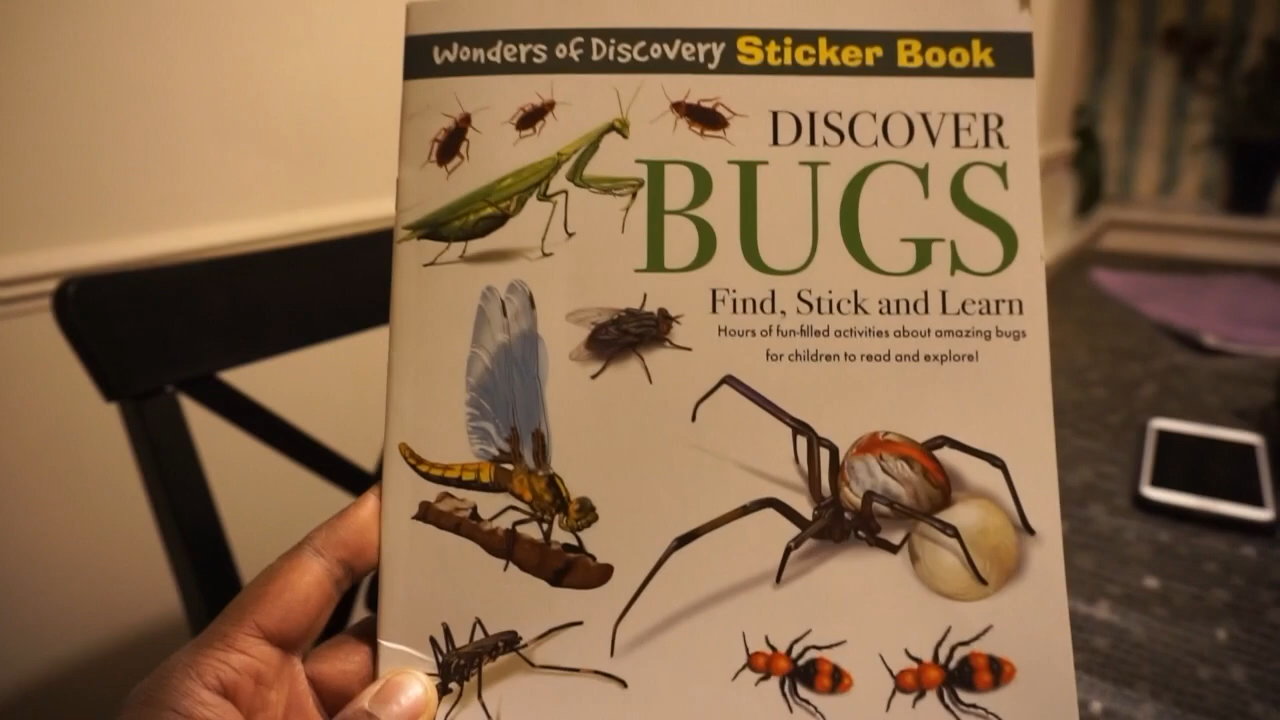 Wonders of Discovery Sticker Book
DISCOVER
BUGS
Find, Stick and Learn
Hours of fun-filled activities about amazing bugs
for children to read and explore!